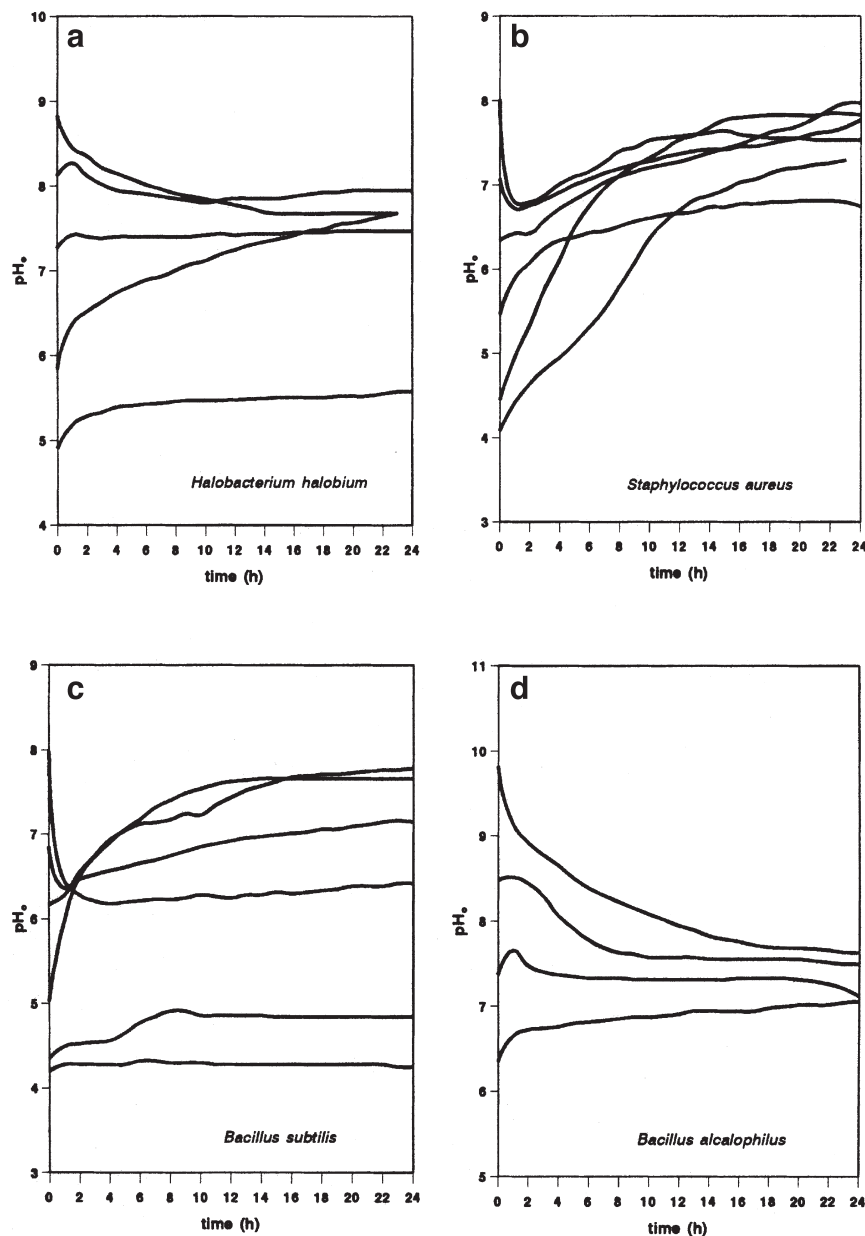 a
10
9
8
7
6
5
4
pHₒ
0 2 4 6 8 10 12 14 16 18 20 22 24
time (h)
Halobacterium halobium
b
9
8
7
6
5
4
3
pHₒ
0 2 4 6 8 10 12 14 16 18 20 22 24
time (h)
Staphylococcus aureus
c
9
8
7
6
5
4
3
pHₒ
0 2 4 6 8 10 12 14 16 18 20 22 24
time (h)
Bacillus subtilis
d
11
10
9
8
7
6
5
pHₒ
0 2 4 6 8 10 12 14 16 18 20 22 24
time (h)
Bacillus alcalophilus